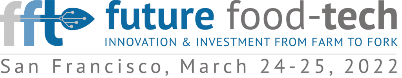 fft future food-tech
INNOVATION & INVESTMENT FROM FARM TO FORK
San Francisco, March 24-25, 2022